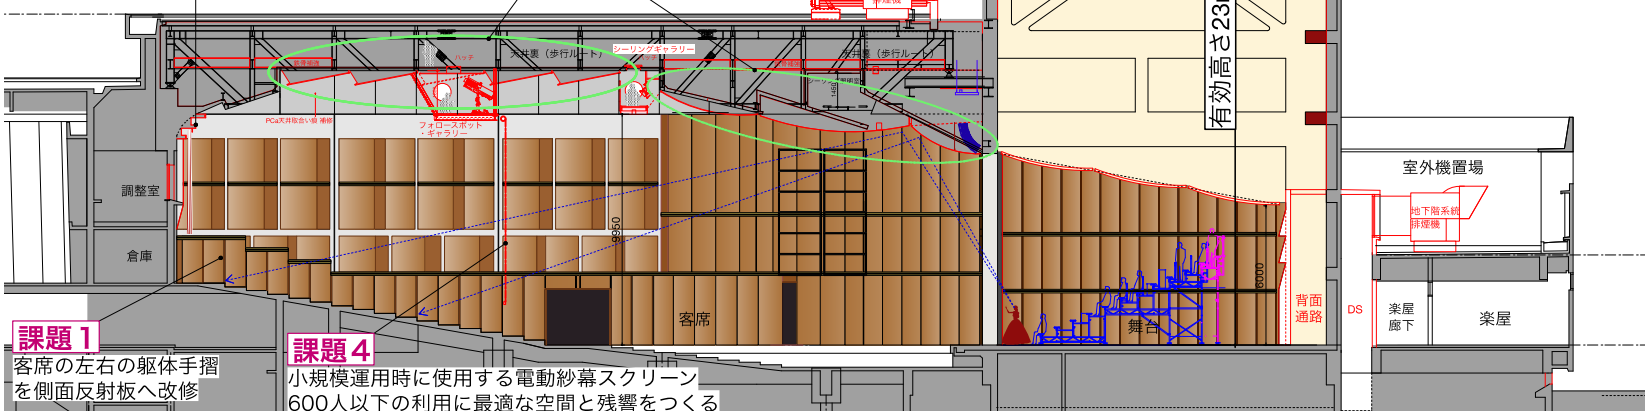 排煙機
有効高さ23
天井裏（歩行ルート）
シーリングギャラリー
天井裏（歩行ルート）
ハッチ
1450
PCa天井取合い線 補修
フォロースポット
・ギャラリー
調整室
倉庫
9950
客席
舞台
6000
背面
通路
DS
室外機置場
地下階系統
排煙機
楽屋
廊下
楽屋
課題1
客席の左右の躯体手摺
を側面反射板へ改修
課題4
小規模運用時に使用する電動紗幕スクリーン
600人以下の利用に最適な空間と残響をつくる